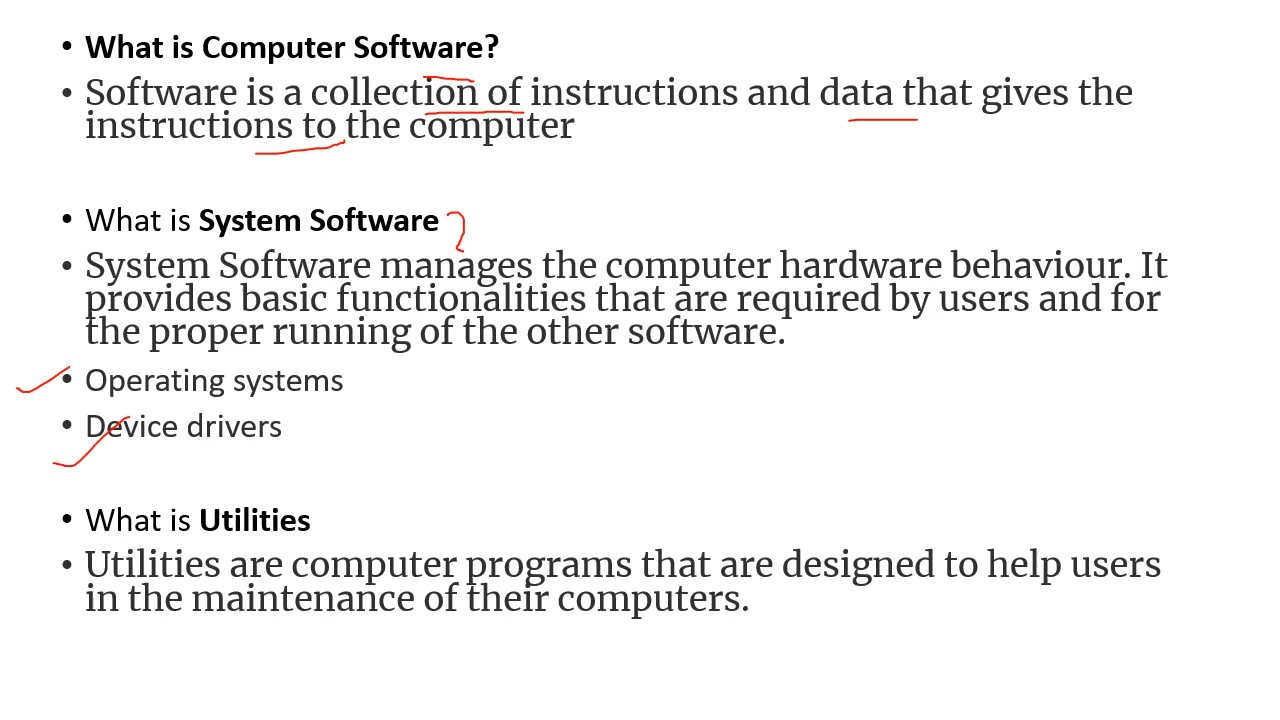 • What is Computer Software?
• Software is a collection of instructions and data that gives the
instructions to the computer
• What is System Software ?
• System Software manages the computer hardware behaviour. It
provides basic functionalities that are required by users and for
the proper running of the other software.
• Operating systems
• Device drivers
• What is Utilities
• Utilities are computer programs that are designed to help users
in the maintenance of their computers.